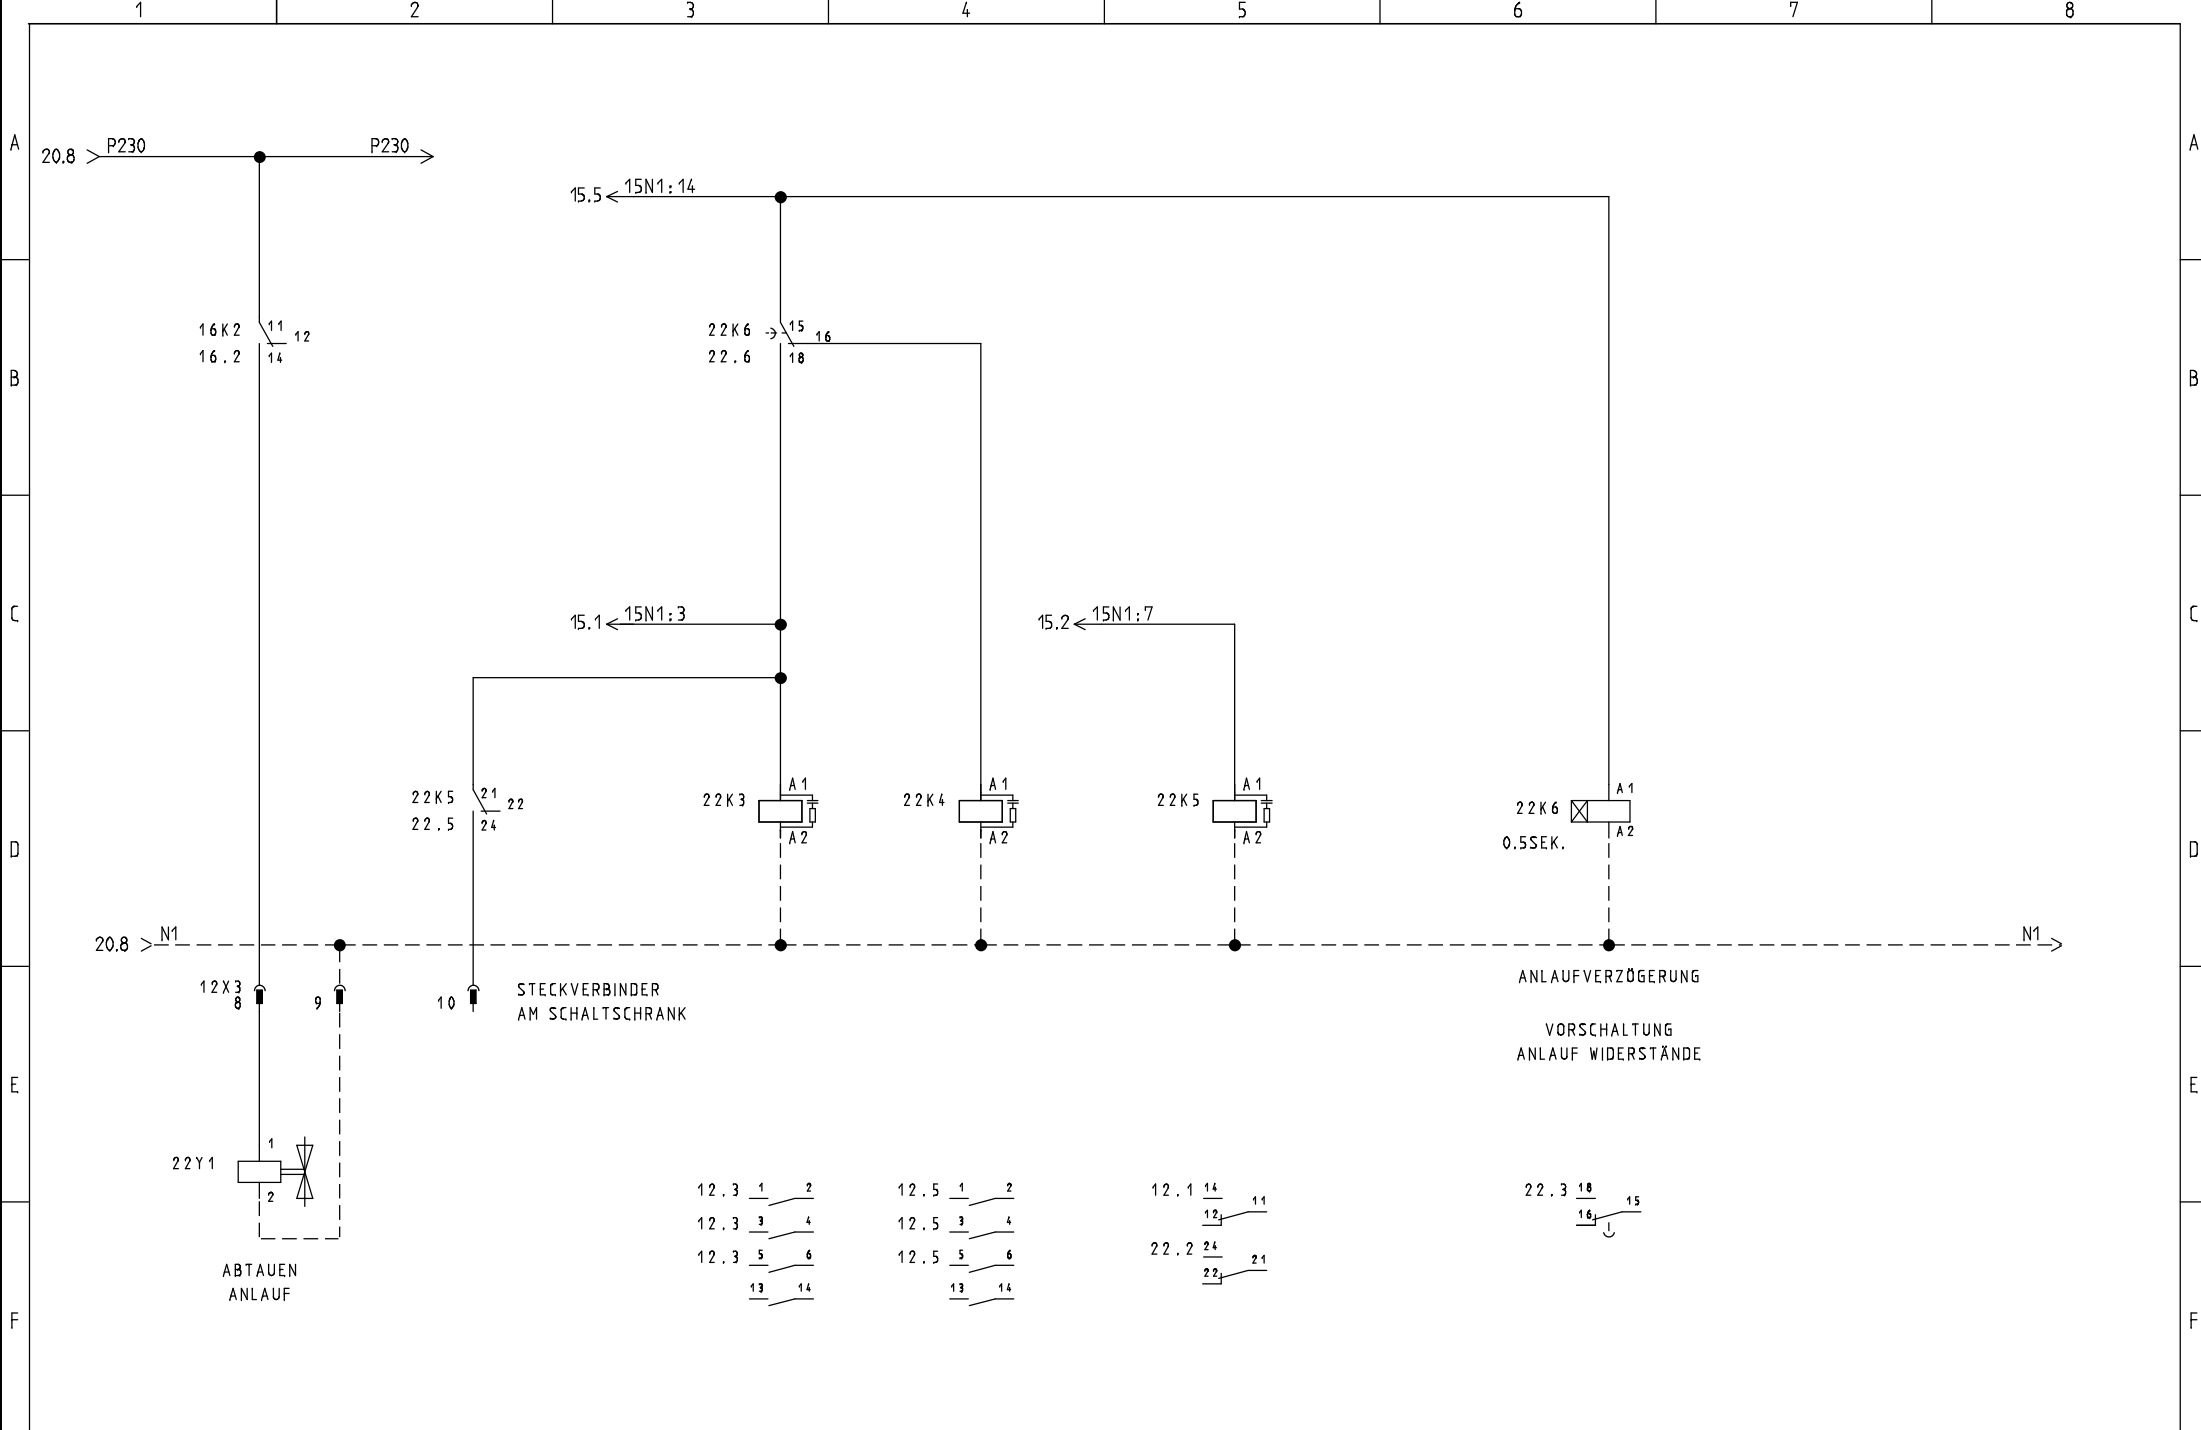 1 2 3 4 5 6 7 8
A A
20.8 P230 P230
15.5 15N1:14
16K2 11 12
16.2 14
22K6 15 16
22.6 18
B B
C C
15.1 15N1:3
15.2 15N1:7
22K5 21 22
22.5 24
22K3 A1
A2
22K4 A1
A2
22K5 A1
A2
22K6 A1
A2
0.5SEK.
D D
20.8 N1 N1
12X3
8 9 10
STECKVERBINDER
AM SCHALTSCHRANK
ANLAUFVERZÖGERUNG
VORSCHALTUNG
ANLAUF WIDERSTÄNDE
E E
22Y1 1
2
ABTAUEN
ANLAUF
12.3 1 2
12.3 3 4
12.3 5 6
13 14
12.5 1 2
12.5 3 4
12.5 5 6
13 14
12.1 14
12 11
22.2 24
22 21
22.3 18
16 15
F F